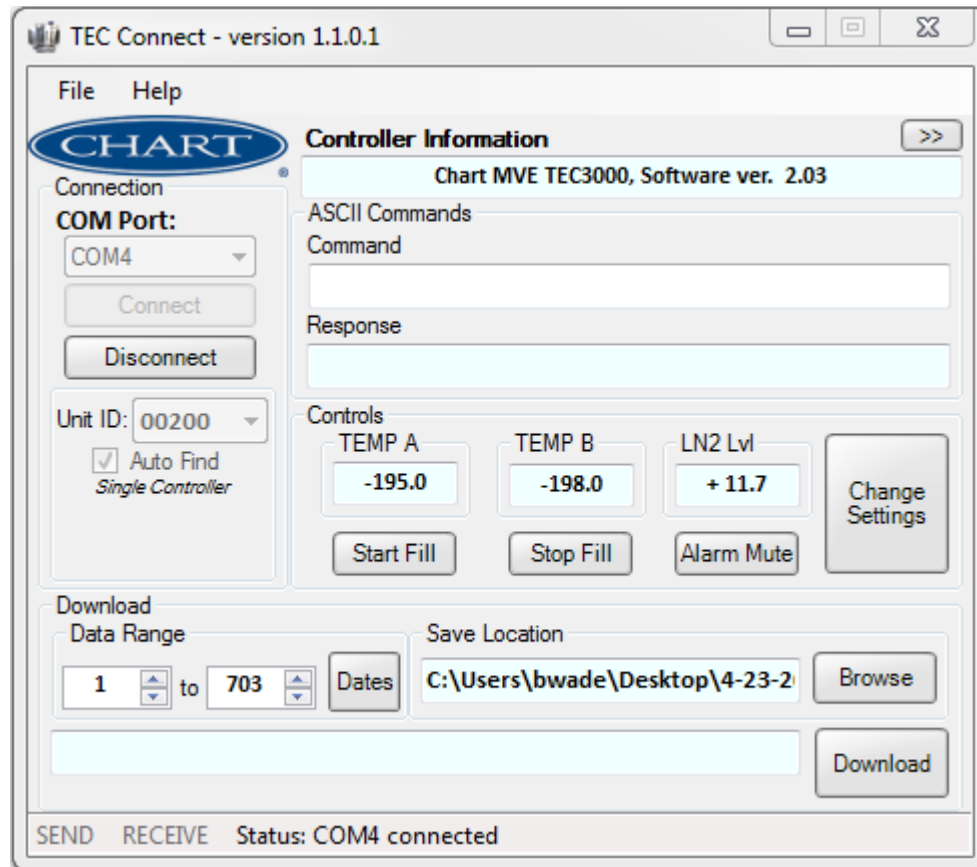 TEC Connect - version 1.1.0.1
File Help
CHART
®
Controller Information
>>
Chart MVE TEC3000, Software ver. 2.03
Connection
COM Port:
COM4
Connect
Disconnect
Unit ID: 00200
Auto Find
Single Controller
ASCII Commands
Command
Response
Controls
TEMP A TEMP B LN2 Lvl
-195.0 -198.0 + 11.7
Start Fill Stop Fill Alarm Mute
Change
Settings
Download
Data Range
1 to 703 Dates
Save Location
C:\Users\bwade\Desktop\4-23-2
Browse
Download
SEND RECEIVE Status: COM4 connected